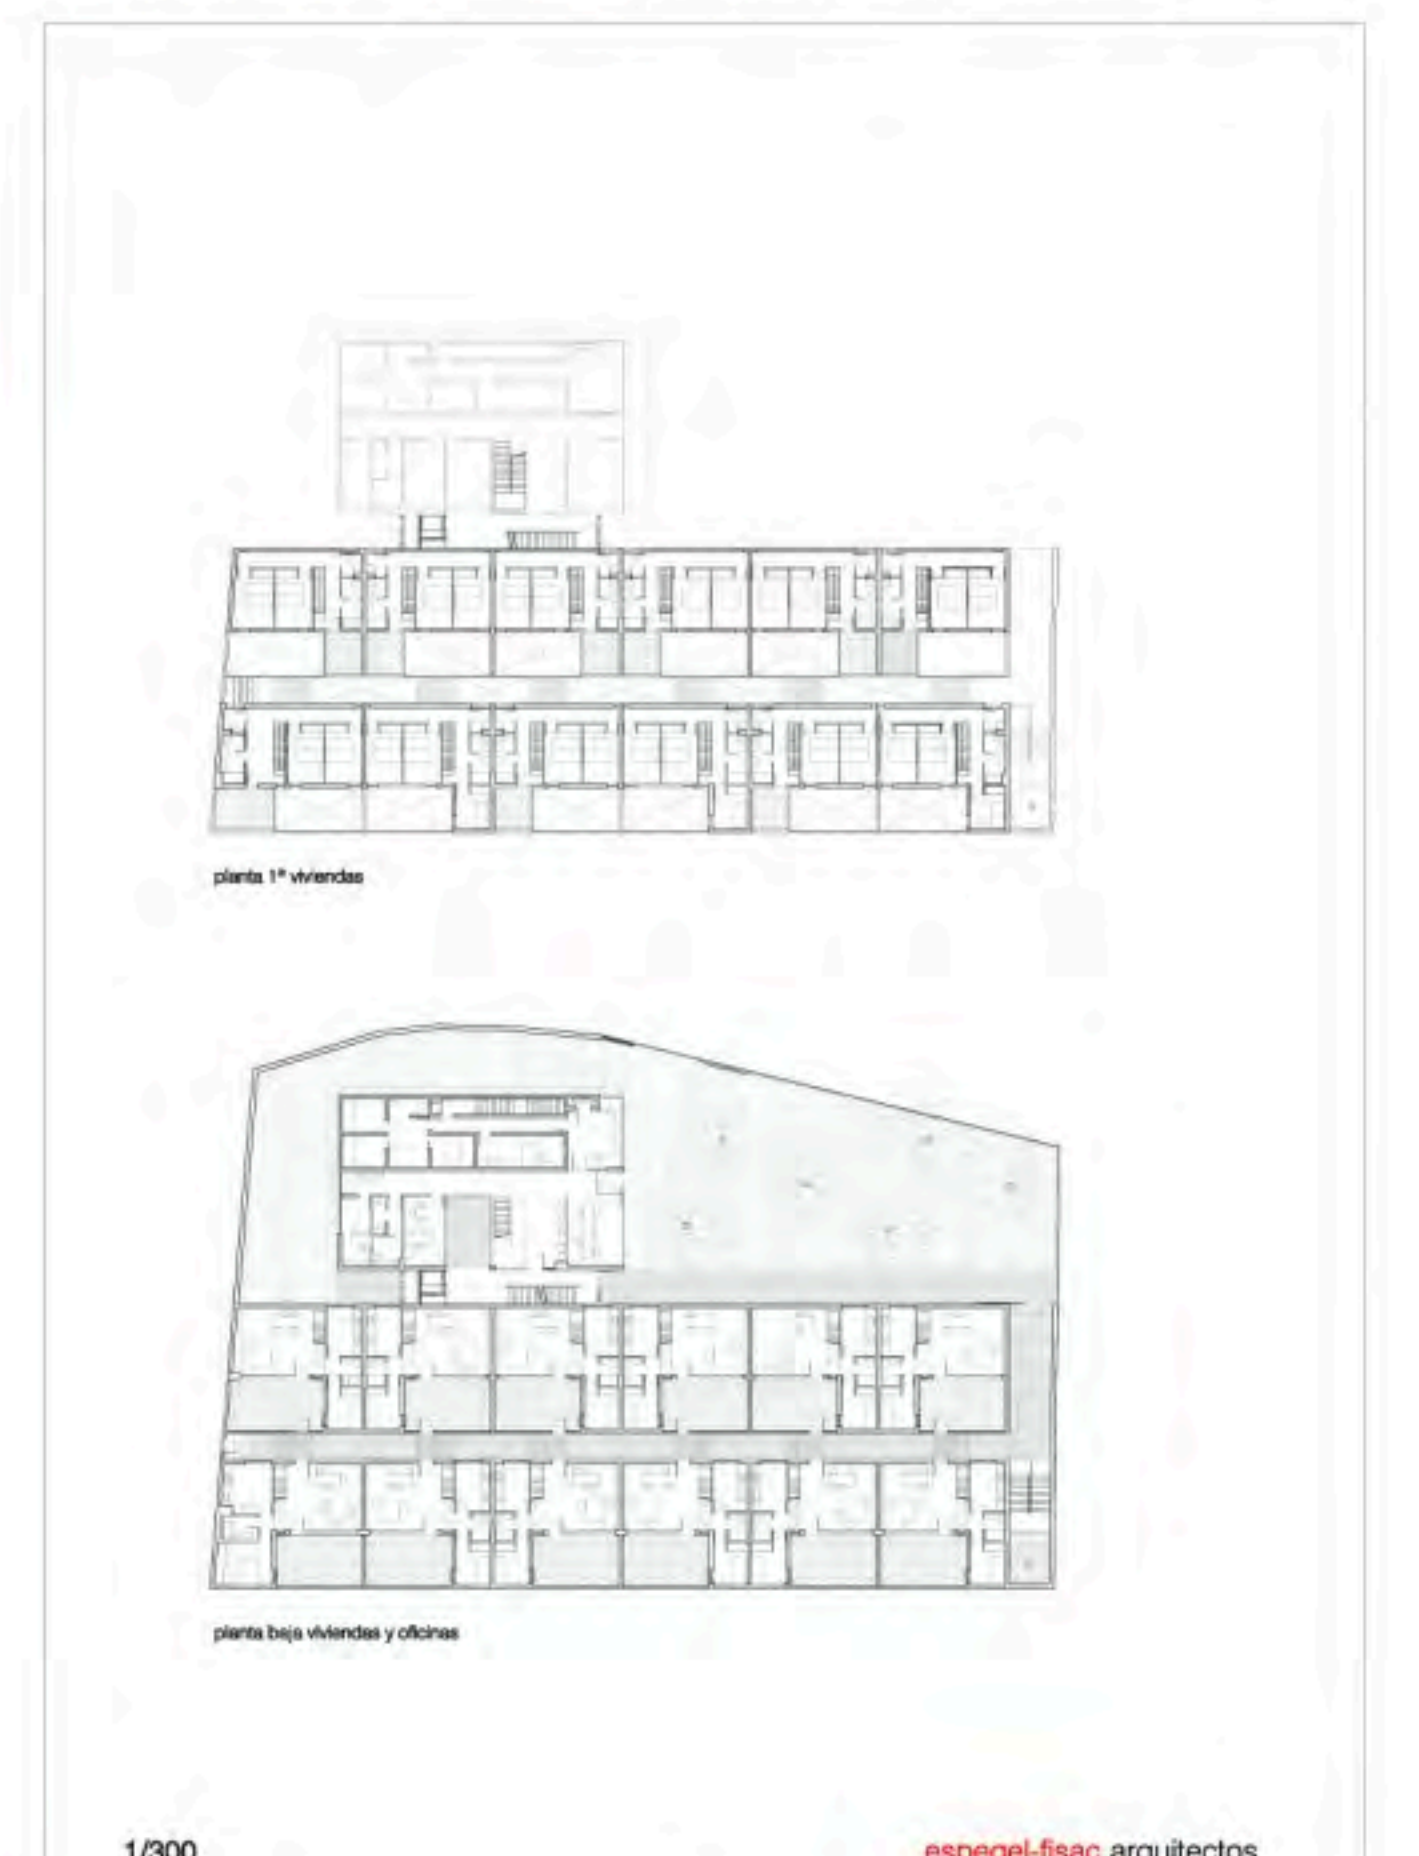 planta 1ª viviendas
planta baja viviendas y oficinas
1/300
espegel-fisac arquitectos